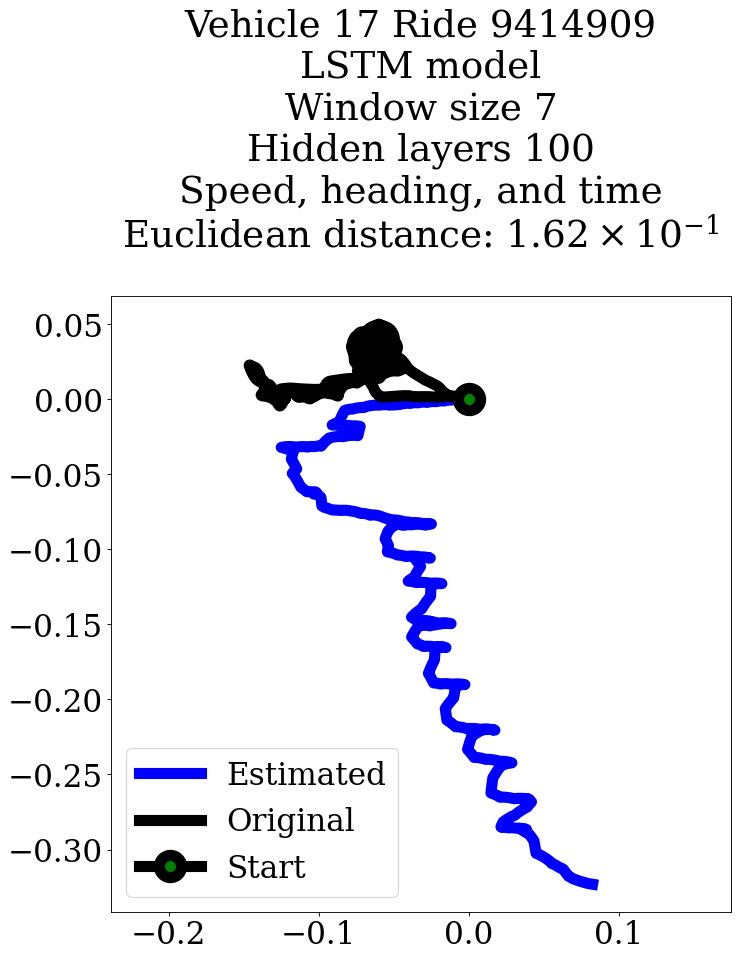 Vehicle 17 Ride 9414909
LSTM model
Window size 7
Hidden layers 100
Speed, heading, and time
Euclidean distance: 1.62 × 10⁻¹
0.05
0.00
−0.05
−0.10
−0.15
−0.20
−0.25
−0.30
Estimated
Original
Start
−0.2 −0.1 0.0 0.1